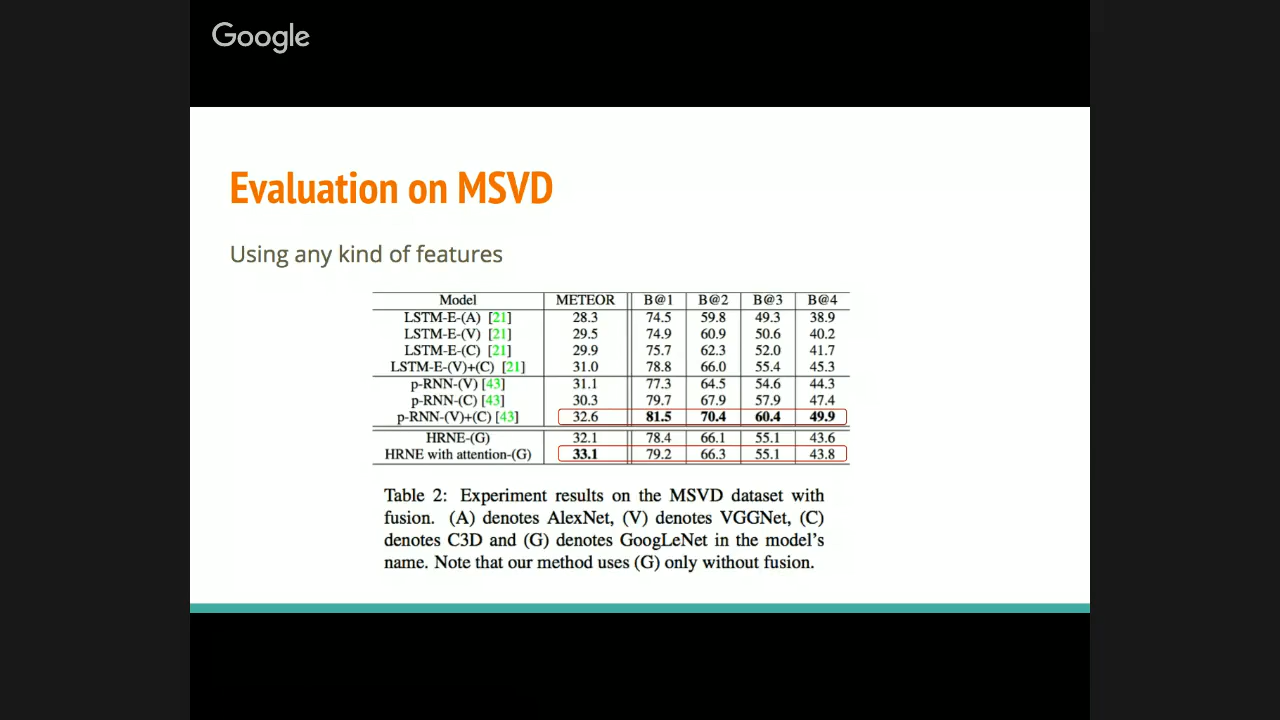 Google
Evaluation on MSVD
Using any kind of features
Model METEOR B@1 B@2 B@3 B@4
LSTM-E-(A) [21] 28.3 74.5 59.8 49.3 38.9
LSTM-E-(V) [21] 29.5 74.9 60.9 50.6 40.2
LSTM-E-(C) [21] 29.9 75.7 62.3 52.0 41.7
LSTM-E-(V)+(C) [21] 31.0 78.8 66.0 55.4 45.3
p-RNN-(V) [43] 31.1 77.3 64.5 54.6 44.3
p-RNN-(C) [43] 30.3 79.7 67.9 57.9 47.4
p-RNN-(V)+(C) [43] 32.6 81.5 70.4 60.4 49.9
HRNE-(G) 32.1 78.4 66.1 55.1 43.6
HRNE with attention-(G) 33.1 79.2 66.3 55.1 43.8
Table 2: Experiment results on the MSVD dataset with
fusion. (A) denotes AlexNet, (V) denotes VGGNet, (C)
denotes C3D and (G) denotes GoogLeNet in the model's
name. Note that our method uses (G) only without fusion.